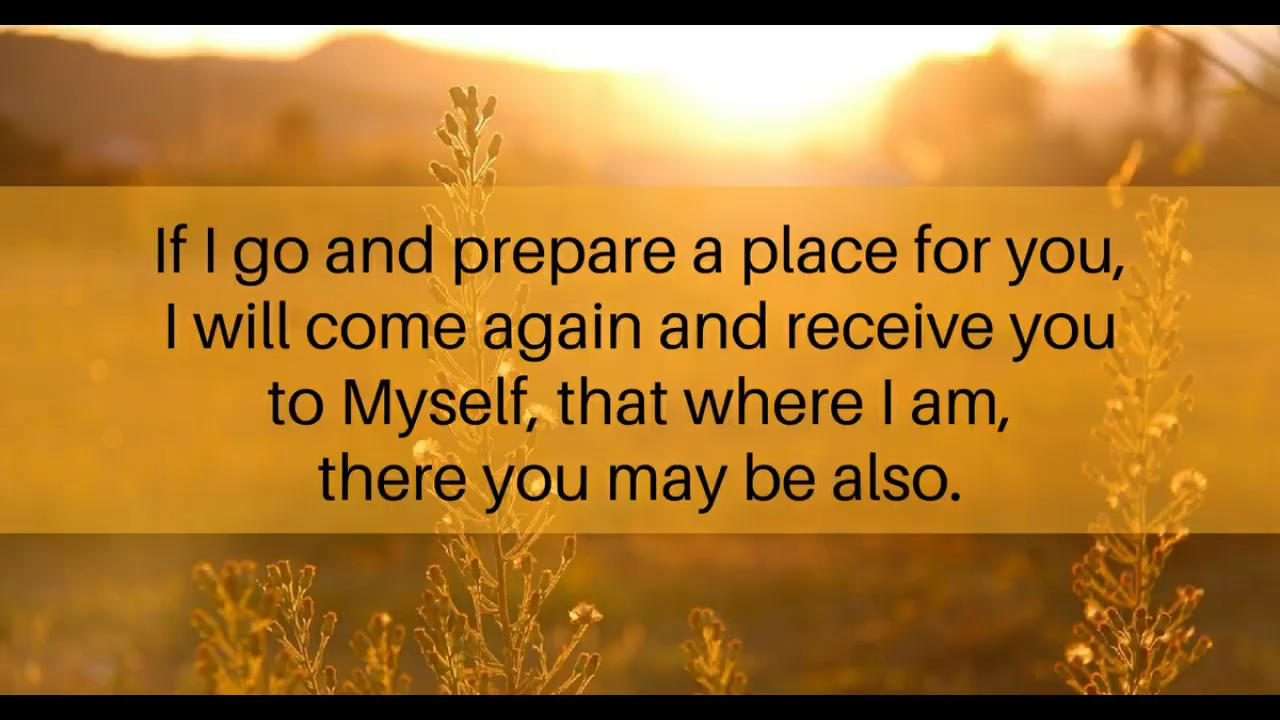 If I go and prepare a place for you,
I will come again and receive you
to Myself, that where I am,
there you may be also.